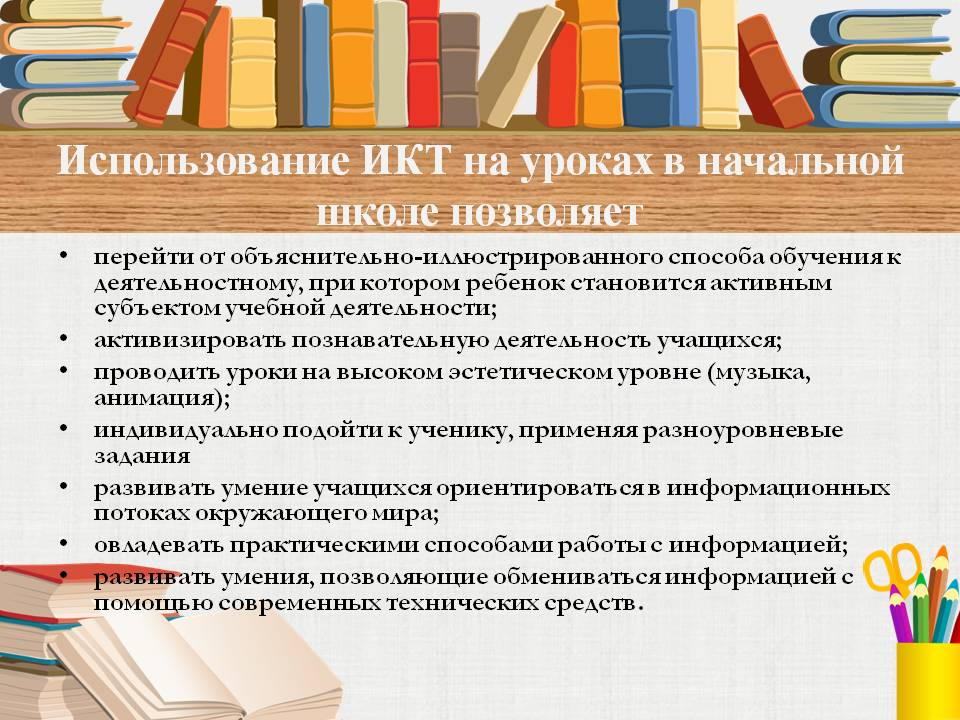 Использование ИКТ на уроках в начальной
школе позволяет
• перейти от объяснительно-иллюстрированного способа обучения к
деятельностному, при котором ребенок становится активным
субъектом учебной деятельности;
• активизировать познавательную деятельность учащихся;
• проводить уроки на высоком эстетическом уровне (музыка,
анимация);
• индивидуально подойти к ученику, применяя разноуровневые
задания
• развивать умение учащихся ориентироваться в информационных
потоках окружающего мира;
• овладевать практическими способами работы с информацией;
• развивать умения, позволяющие обмениваться информацией с
помощью современных технических средств.